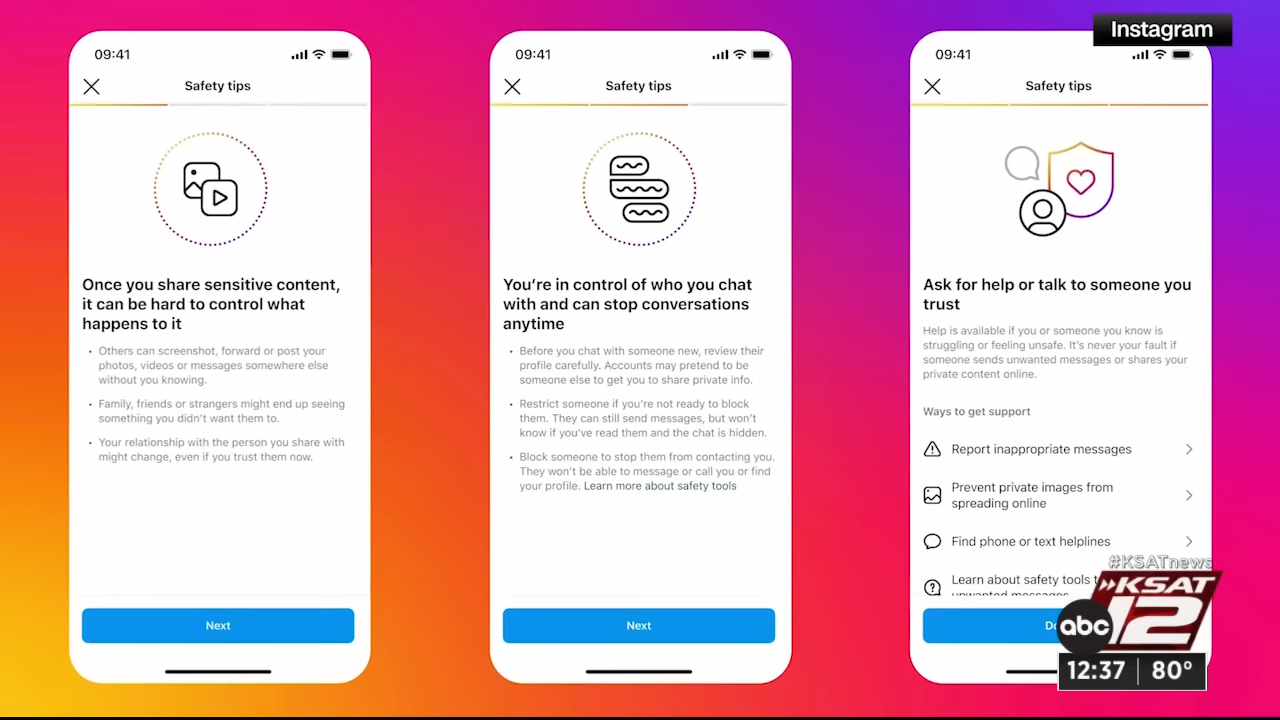 Instagram
09:41
Safety tips
Once you share sensitive content,
it can be hard to control what
happens to it
• Others can screenshot, forward or post your
photos, videos or messages somewhere else
without you knowing.
• Family, friends or strangers might end up seeing
something you didn't want them to.
• Your relationship with the person you share with
might change, even if you trust them now.
Next
09:41
Safety tips
You're in control of who you chat
with and can stop conversations
anytime
• Before you chat with someone new, review their
profile carefully. Accounts may pretend to be
someone else to get you to share private info.
• Restrict someone if you're not ready to block
them. They can still send messages, but won't
know if you've read them and the chat is hidden.
• Block someone to stop them from contacting you.
They won't be able to message or call you or find
your profile. Learn more about safety tools
Next
09:41
Safety tips
Ask for help or talk to someone you
trust
Help is available if you or someone you know is
struggling or feeling unsafe. It's never your fault if
someone sends unwanted messages or shares your
private content online.
Ways to get support
Report inappropriate messages
Prevent private images from
spreading online
Find phone or text helplines
Learn about safety tools
unwanted messages
#KSATnews
KSAT
abc 12
12:37 80°